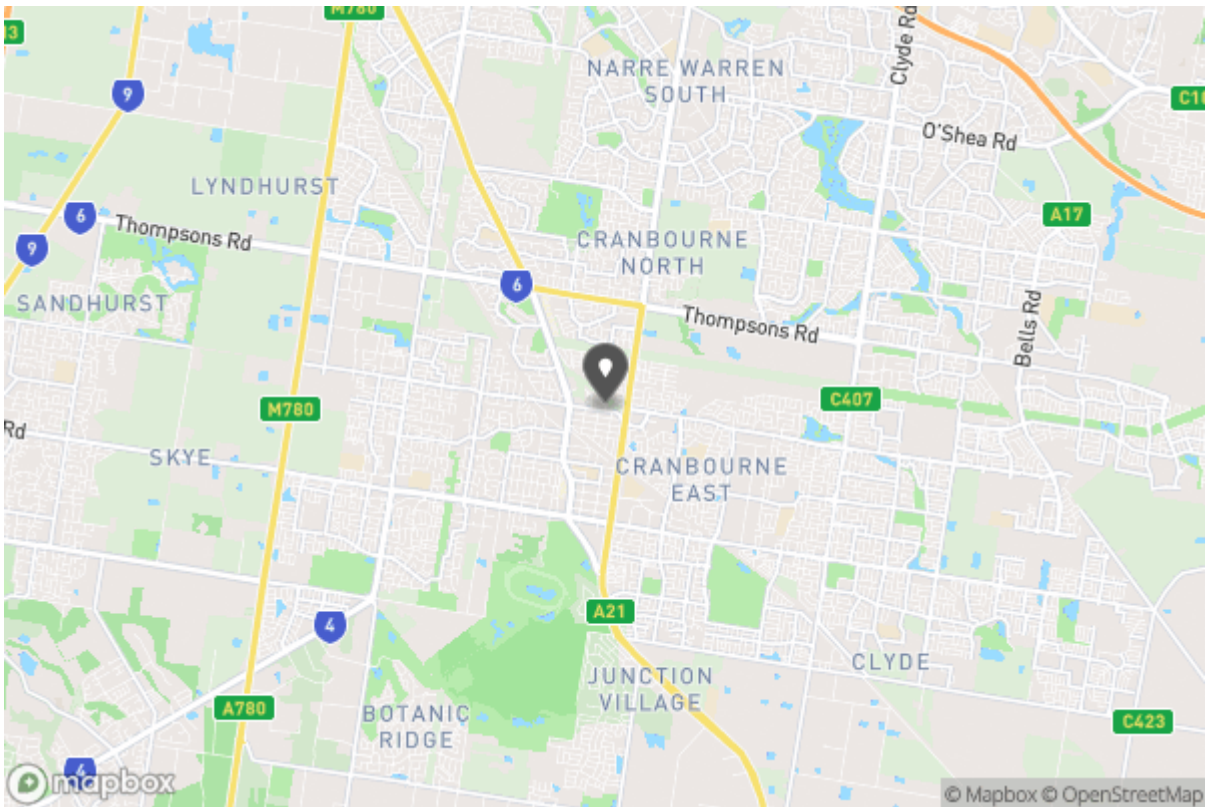 M780
13
Clyde Rd
NARRE WARREN
SOUTH
9
C10
O'Shea Rd
LYNDHURST
6
Thompsons Rd
A17
9
CRANBOURNE
NORTH
6
SANDHURST
Thompsons Rd
Bells Rd
M780
C407
Rd
SKYE
CRANBOURNE
EAST
A21
4
CLYDE
JUNCTION
VILLAGE
A780
BOTANIC
RIDGE
C423
4
mapbox
© Mapbox © OpenStreetMap